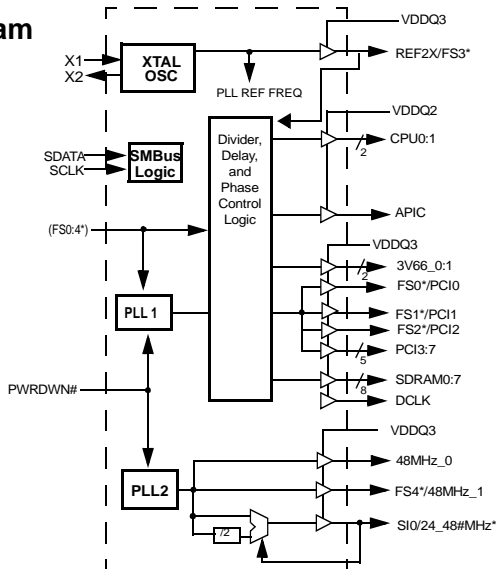 am
VDDQ3
REF2X/FS3*
X1
X2
XTAL
OSC
PLL REF FREQ
VDDQ2
CPU0:1
2
Divider,
Delay,
and
Phase
Control
Logic
SDATA
SCLK
SMBus
Logic
APIC
(FS0:4*)
VDDQ3
3V66_0:1
2
FS0*/PCI0
PLL 1
FS1*/PCI1
FS2*/PCI2
PCI3:7
5
PWRDWN#
SDRAM0:7
8
DCLK
VDDQ3
48MHz_0
PLL2
FS4*/48MHz_1
/2
SI0/24_48#MHz*